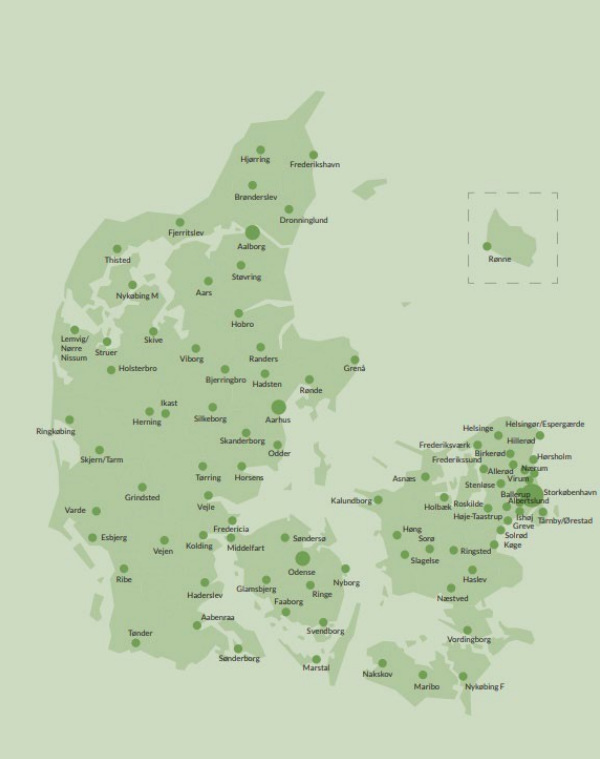 Hjørring
Frederikshavn
Brønderslev
Dronninglund
Fjerritslev
Aalborg
Thisted
Støvring
Rønne
Nykøbing M
Aars
Hobro
Lemvig/
Nørre
Nissum
Struer
Skive
Viborg
Randers
Grenå
Holsterbro
Bjerringbro
Hadsten
Rønde
Ikast
Herning
Silkeborg
Aarhus
Ringkøbing
Skanderborg
Odder
Skjern/Tarm
Tørring
Horsens
Helsinge
Helsingør/Espergærde
Frederiksværk
Hillerød
Birkerød
Hørsholm
Frederikssund
Allerød
Nærum
Asnæs
Stenløse
Virum
Ballerup
Storkøbenhavn
Kalundborg
Holbæk
Roskilde
Albertslund
Høje-Taastrup
Ishøj
Tårnby/Ørestad
Greve
Solrød
Køge
Grindsted
Vejle
Varde
Fredericia
Esbjerg
Vejen
Kolding
Middelfart
Søndersø
Høng
Sorø
Slagelse
Ringsted
Odense
Ribe
Haderslev
Glamsbjerg
Nyborg
Ringe
Haslev
Næstved
Faaborg
Aabenraa
Svendborg
Tønder
Sønderborg
Marstal
Vordingborg
Nakskov
Maribo
Nykøbing F